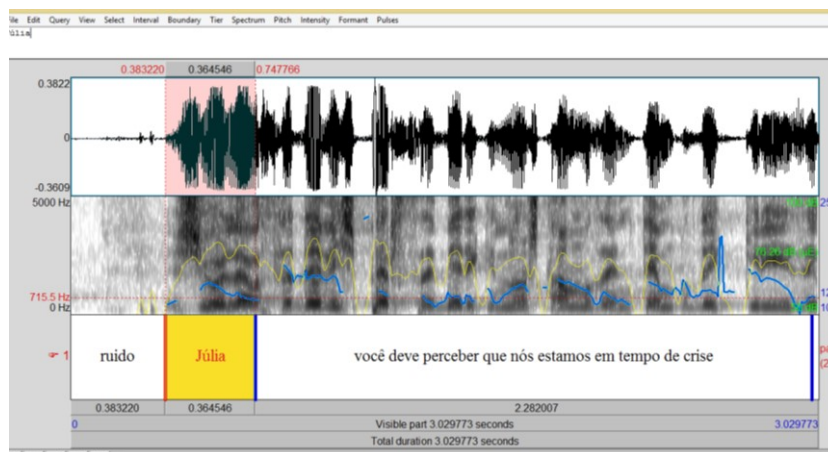 File Edit Query View Select Interval Boundary Tier Spectrum Pitch Intensity Formant Pulses
Júlia
0.383220 0.364546 0.747766
0.3822
0
-0.3609
5000 Hz
715.5 Hz
0 Hz
1 ruido Júlia você deve perceber que nós estamos em tempo de crise
0.383220 0.364546 2.282007
0 Visible part 3.029773 seconds 3.029773
Total duration 3.029773 seconds